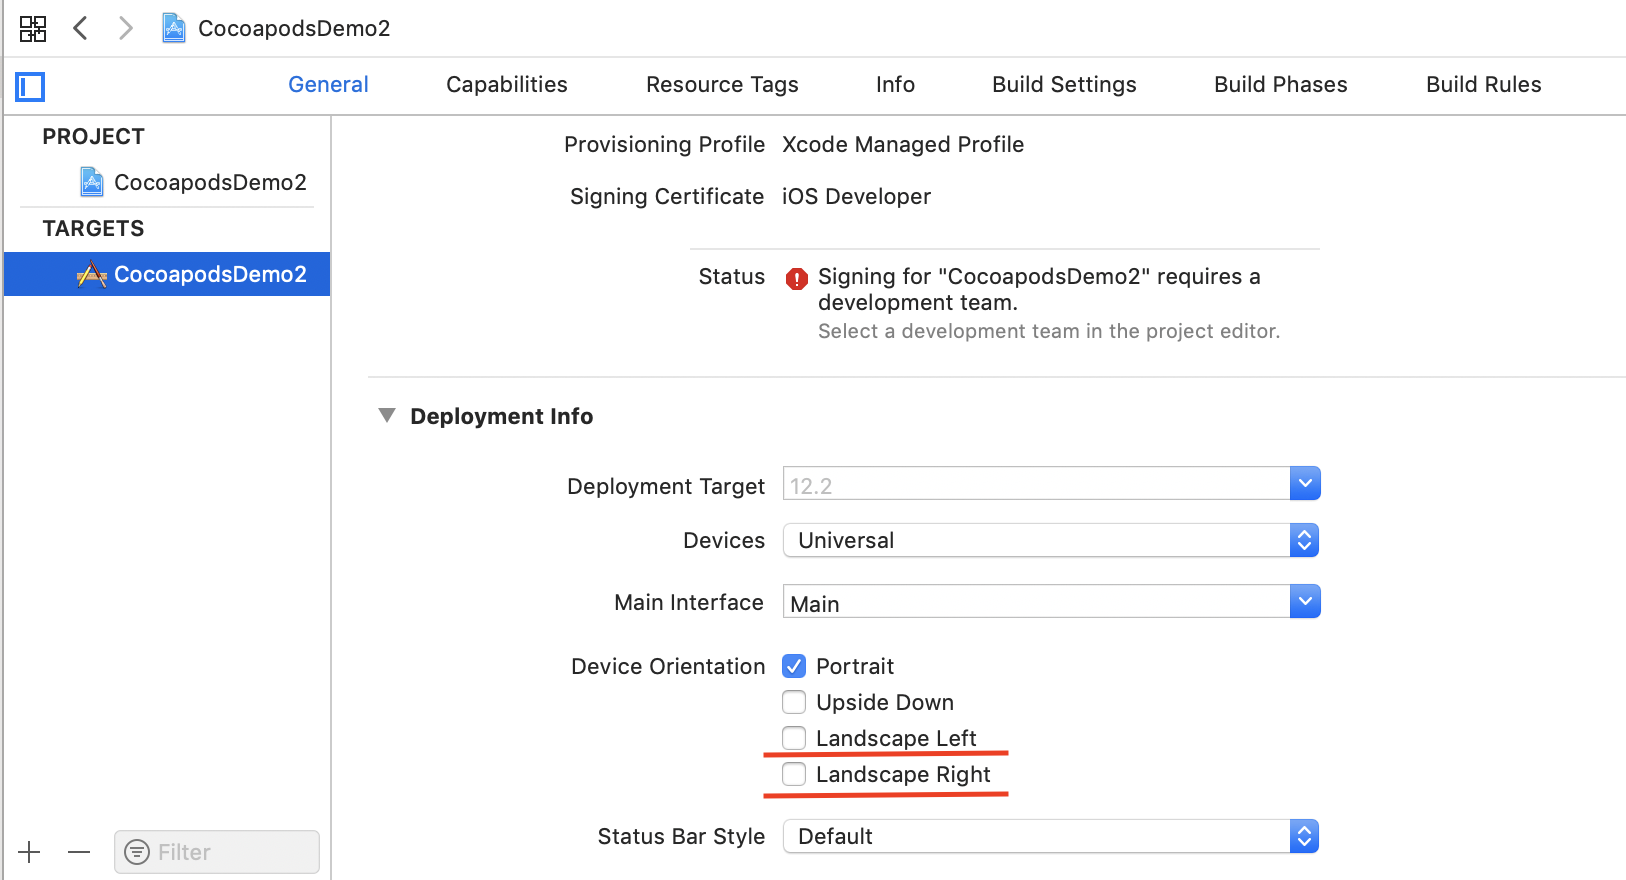 CocoapodsDemo2
General Capabilities Resource Tags Info Build Settings Build Phases Build Rules
PROJECT
CocoapodsDemo2
TARGETS
CocoapodsDemo2
Provisioning Profile Xcode Managed Profile
Signing Certificate iOS Developer
Status Signing for "CocoapodsDemo2" requires a
development team.
Select a development team in the project editor.
Deployment Info
Deployment Target 12.2
Devices Universal
Main Interface Main
Device Orientation Portrait
Upside Down
Landscape Left
Landscape Right
Status Bar Style Default
Filter